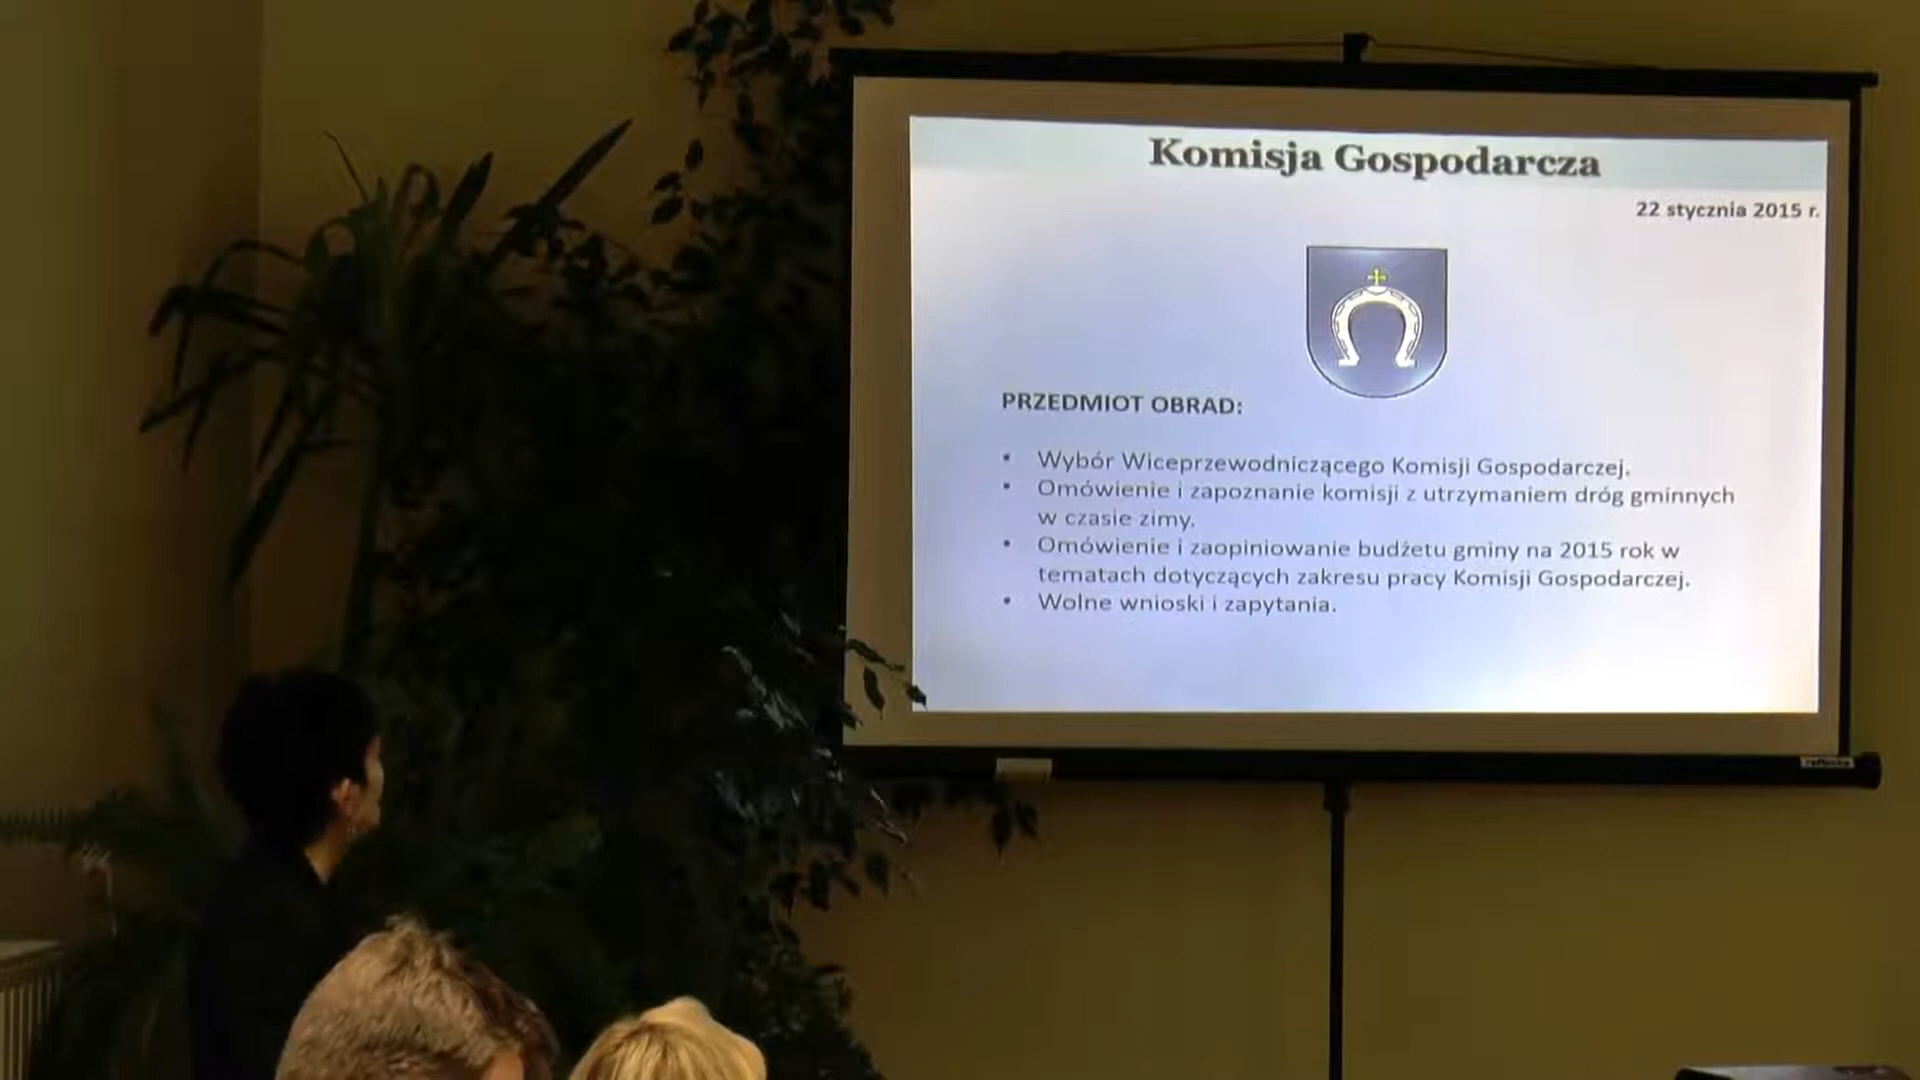 Komisja Gospodarcza
22 stycznia 2015 r.
PRZEDMIOT OBRAD:
• Wybór Wiceprzewodniczącego Komisji Gospodarczej.
• Omówienie i zapoznanie komisji z utrzymaniem dróg gminnych
w czasie zimy.
• Omówienie i zaopiniowanie budżetu gminy na 2015 rok w
tematach dotyczących zakresu pracy Komisji Gospodarczej.
• Wolne wnioski i zapytania.
reflecta